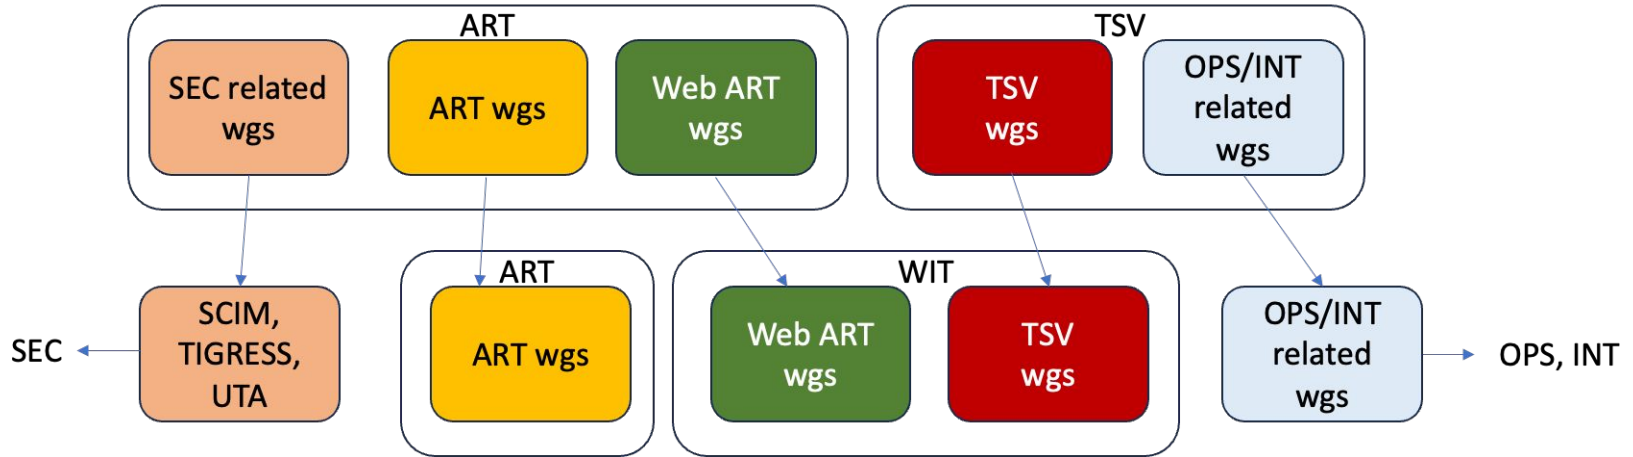 ART
TSV
SEC related
wgs
ART wgs
Web ART
wgs
TSV
wgs
OPS/INT
related
wgs
ART
WIT
SEC
SCIM,
TIGRESS,
UTA
ART wgs
Web ART
wgs
TSV
wgs
OPS/INT
related
wgs
OPS, INT